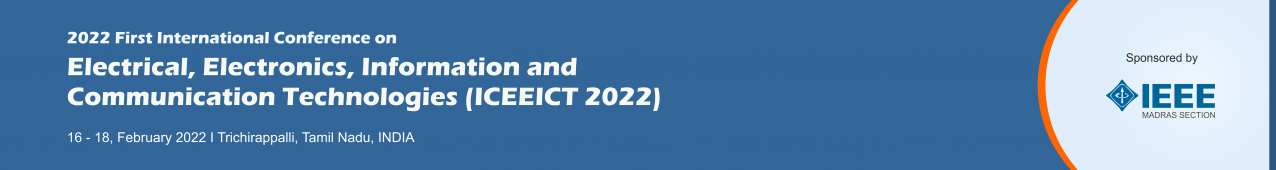 2022 First International Conference on
Electrical, Electronics, Information and
Communication Technologies (ICEEICT 2022)
16 - 18, February 2022 I Trichirappalli, Tamil Nadu, INDIA
Sponsored by
IEEE
MADRAS SECTION